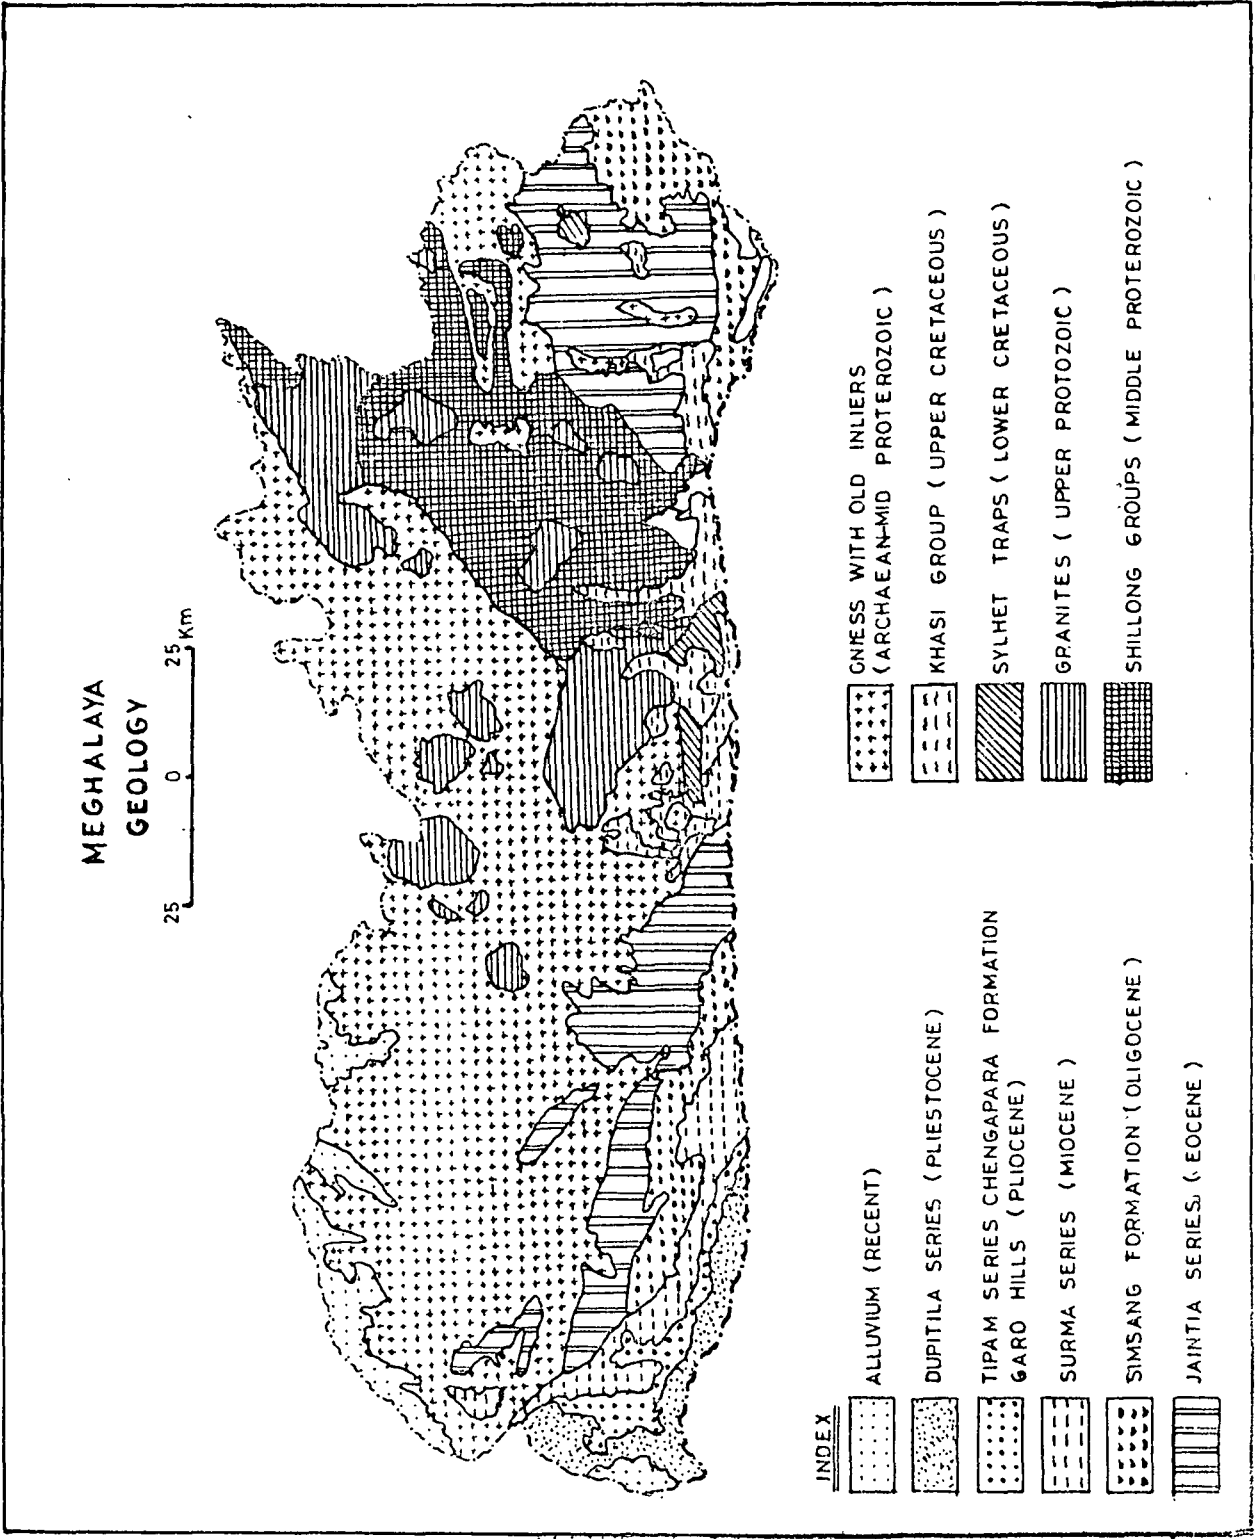 MEGHALAYA
GEOLOGY
25 0 25 Km
INDEX
ALLUVIUM (RECENT)
DUPITILA SERIES (PLIESTOCENE)
TIPAM SERIES CHENGAPARA FORMATION
GARO HILLS (PLIOCENE)
SURMA SERIES (MIOCENE)
SIMSANG FORMATION (OLIGOCENE)
JAINTIA SERIES (EOCENE)
GNIESS WITH OLD INLIERS
(ARCHAEAN-MID PROTEROZOIC)
KHASI GROUP (UPPER CRETACEOUS)
SYLHET TRAPS (LOWER CRETACEOUS)
GRANITES (UPPER PROTOZOIC)
SHILLONG GROUPS (MIDDLE PROTEROZOIC)